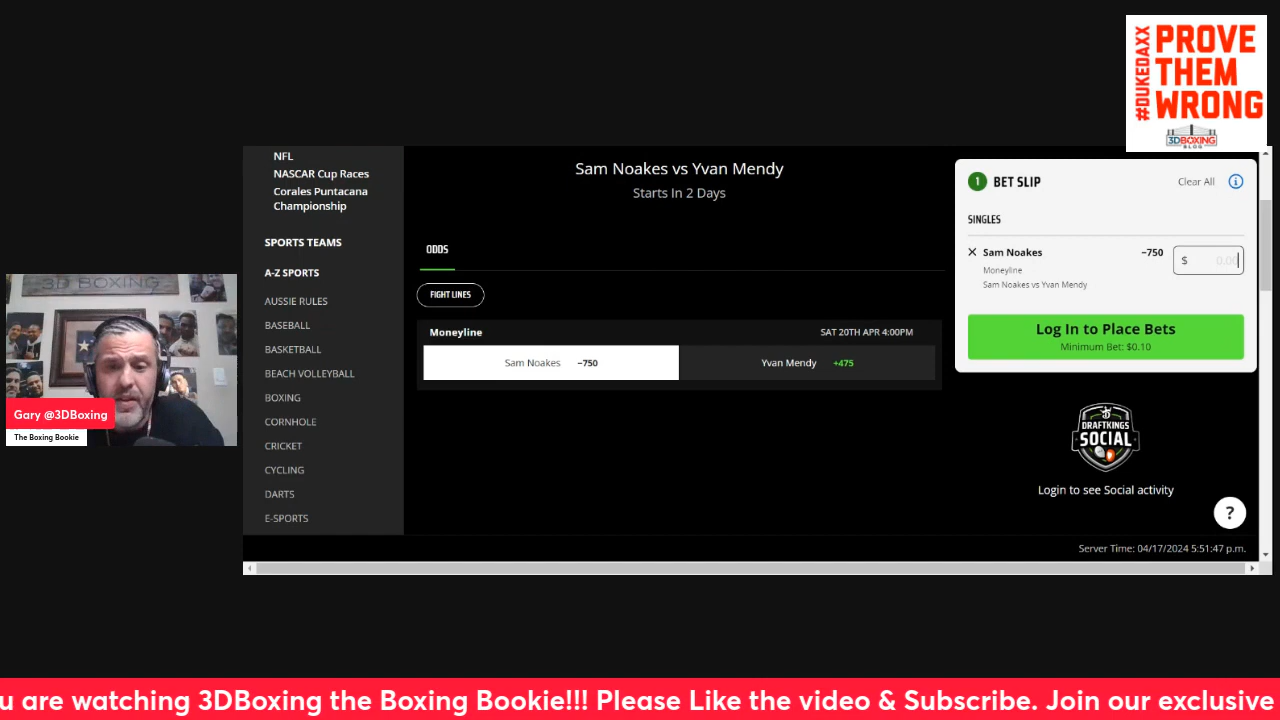 #DUKEDAXX
PROVE
THEM
WRONG
3DBOXING
BLOG
NFL
NASCAR Cup Races
Corales Puntacana
Championship
SPORTS TEAMS
A-Z SPORTS
AUSSIE RULES
BASEBALL
BASKETBALL
BEACH VOLLEYBALL
BOXING
CORNHOLE
CRICKET
CYCLING
DARTS
E-SPORTS
Sam Noakes vs Yvan Mendy
Starts In 2 Days
ODDS
FIGHT LINES
Moneyline SAT 20TH APR 4:00PM
Sam Noakes −750 Yvan Mendy +475
1 BET SLIP Clear All
SINGLES
Sam Noakes −750 $ 0.00
Moneyline
Sam Noakes vs Yvan Mendy
Log In to Place Bets
Minimum Bet: $0.10
DRAFTKINGS
SOCIAL
Login to see Social activity
?
Server Time: 04/17/2024 5:51:47 p.m.
3D BOXING
Gary @3DBoxing
The Boxing Bookie
u are watching 3DBoxing the Boxing Bookie!!! Please Like the video & Subscribe. Join our exclusive